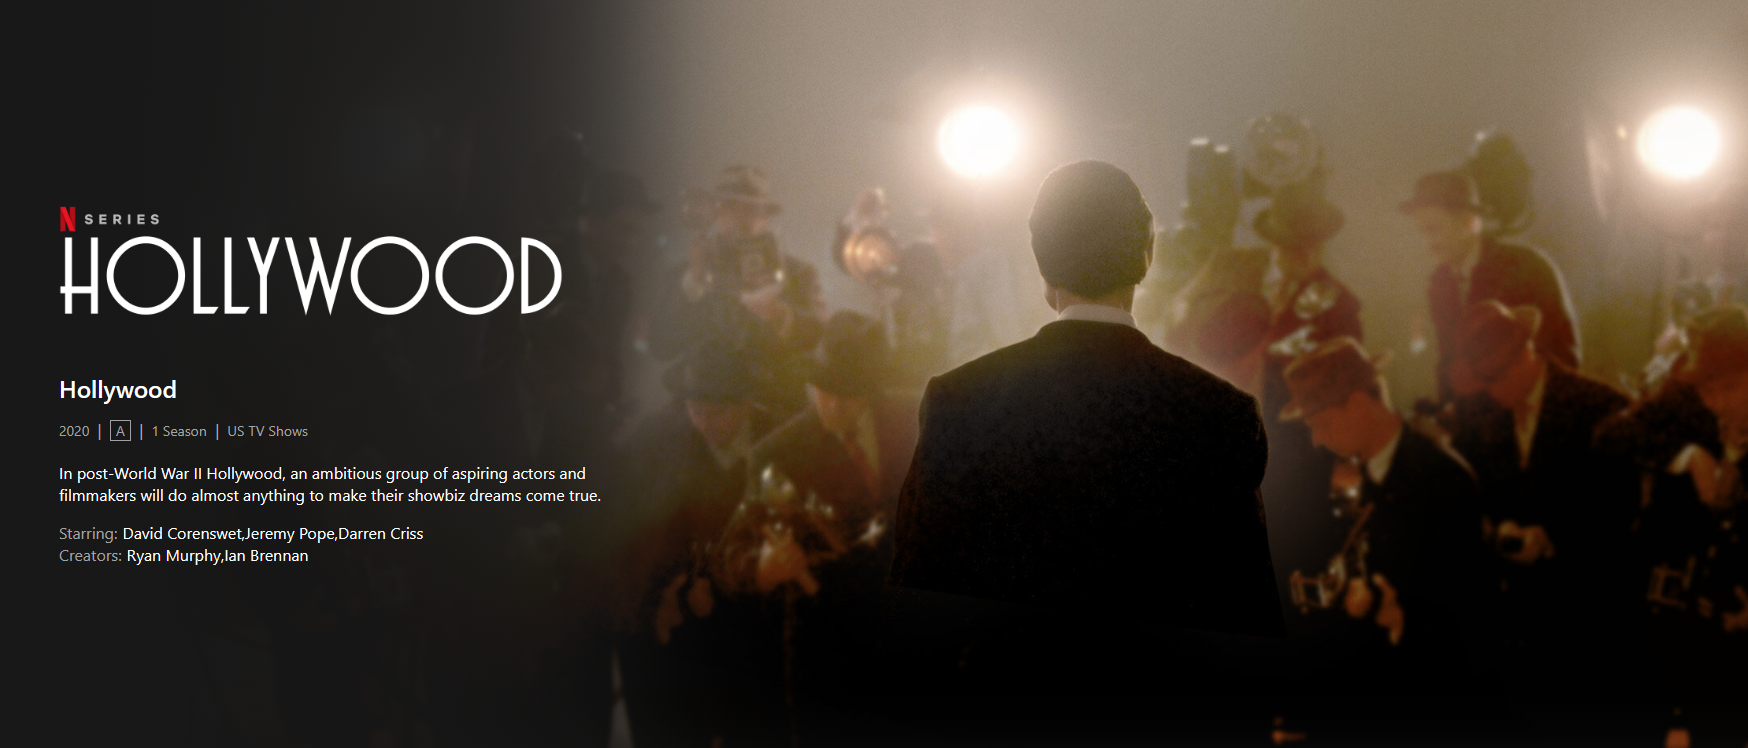 N SERIES
HOLLYWOOD
Hollywood
2020 | A | 1 Season | US TV Shows
In post-World War II Hollywood, an ambitious group of aspiring actors and
filmmakers will do almost anything to make their showbiz dreams come true.
Starring: David Corenswet,Jeremy Pope,Darren Criss
Creators: Ryan Murphy,Ian Brennan